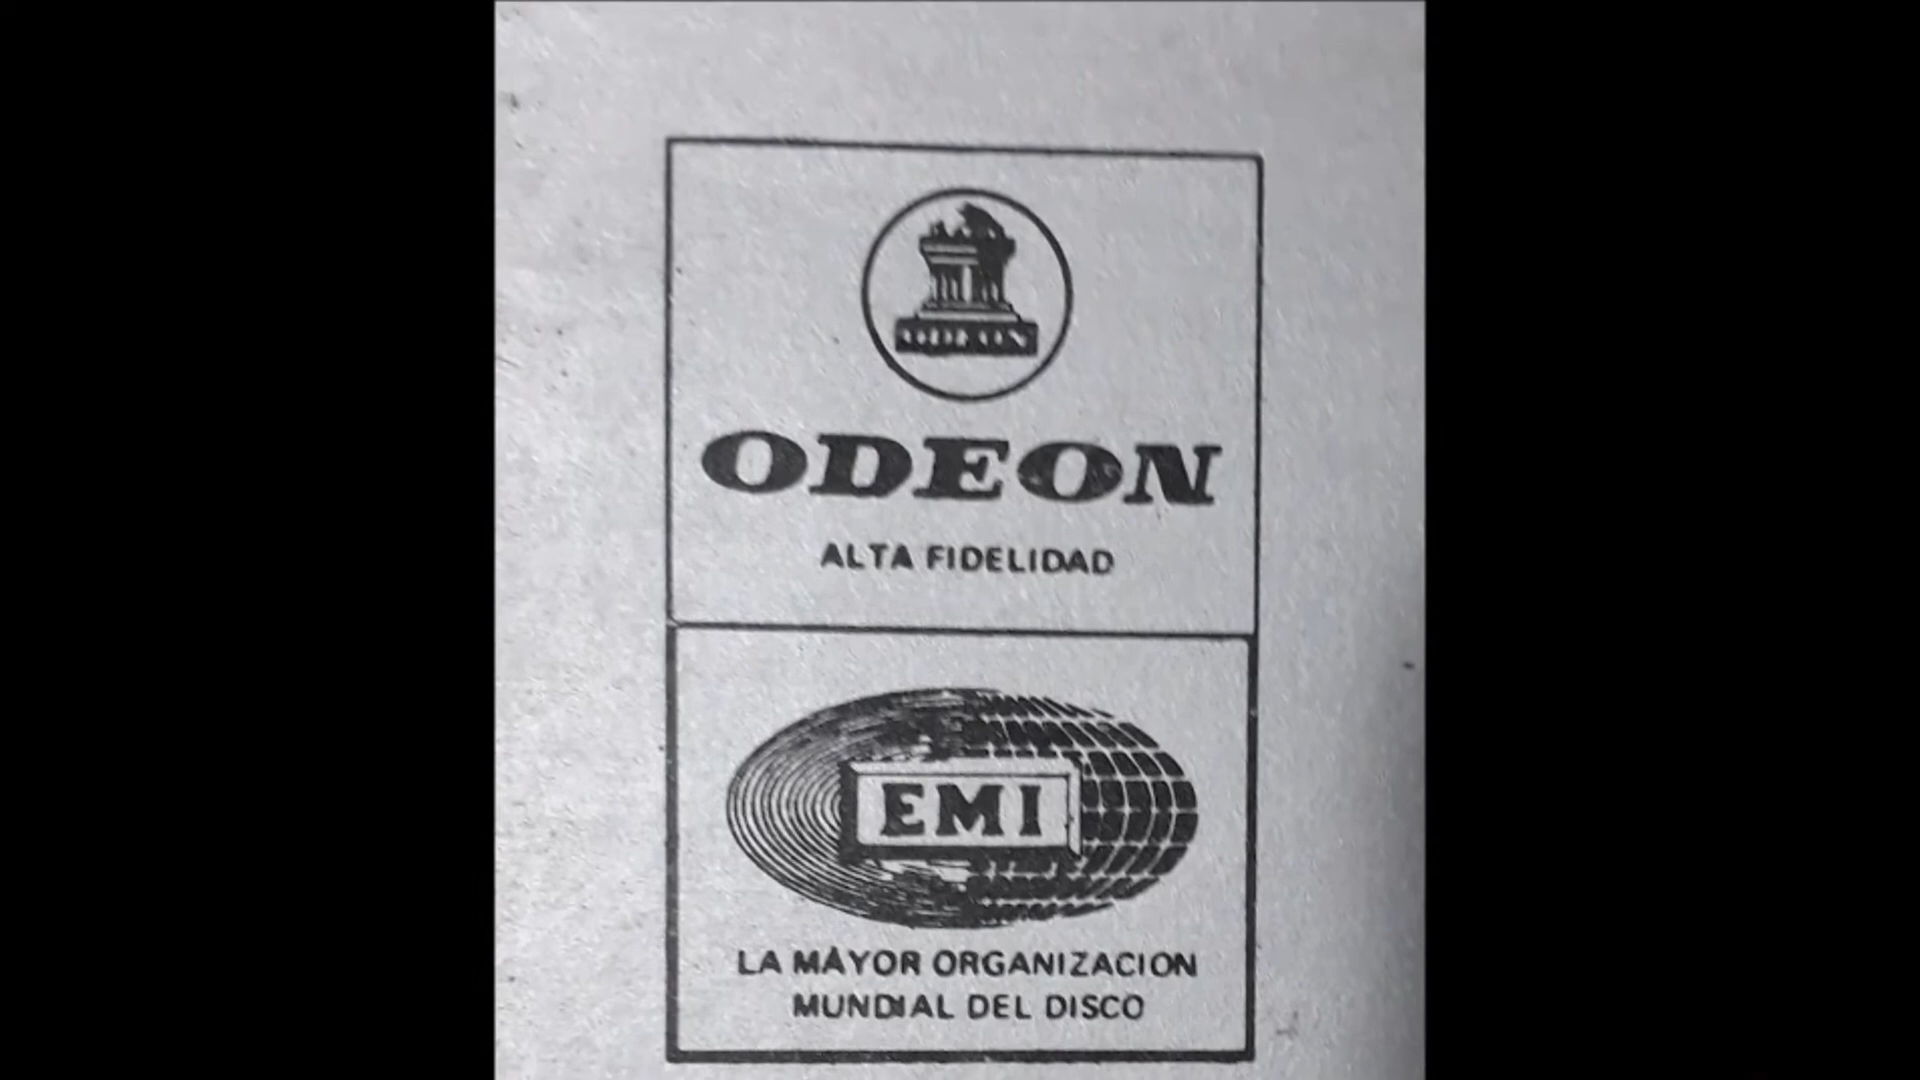 ODEON
ODEON
ALTA FIDELIDAD
EMI
LA MAYOR ORGANIZACION
MUNDIAL DEL DISCO